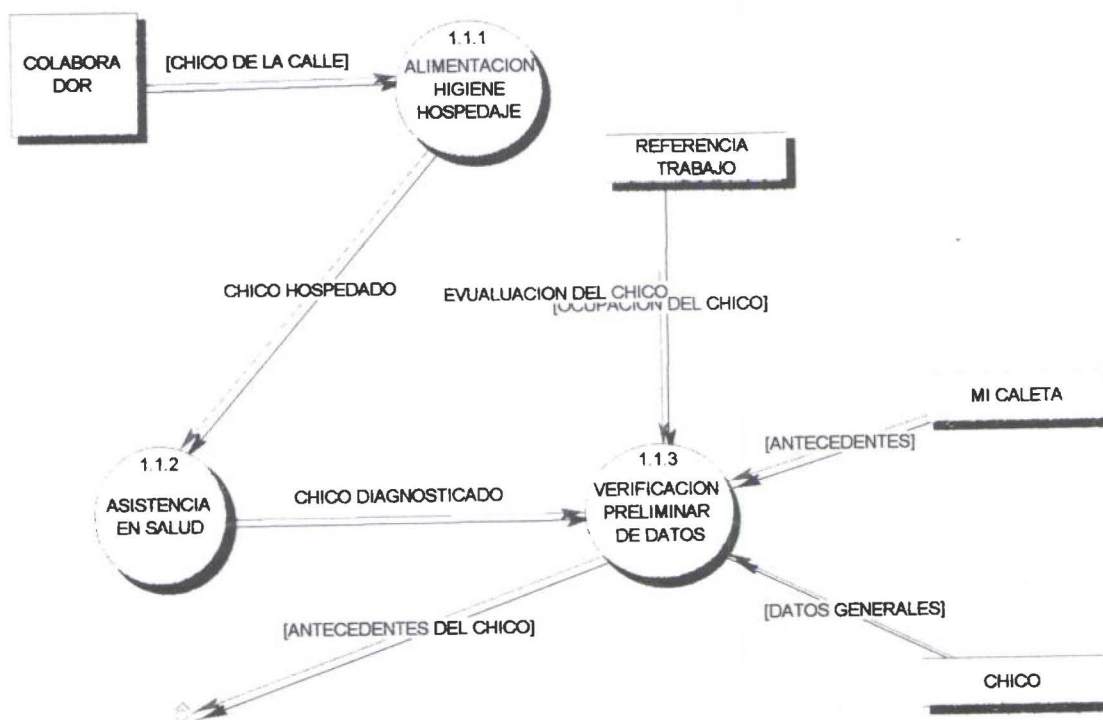 COLABORA
DOR
[CHICO DE LA CALLE]
1.1.1
ALIMENTACION
HIGIENE
HOSPEDAJE
REFERENCIA
TRABAJO
CHICO HOSPEDADO
EVUALUACION DEL CHICO
[OCUPACION DEL CHICO]
MI CALETA
[ANTECEDENTES]
1.1.2
ASISTENCIA
EN SALUD
CHICO DIAGNOSTICADO
1.1.3
VERIFICACION
PRELIMINAR
DE DATOS
[DATOS GENERALES]
[ANTECEDENTES DEL CHICO]
CHICO